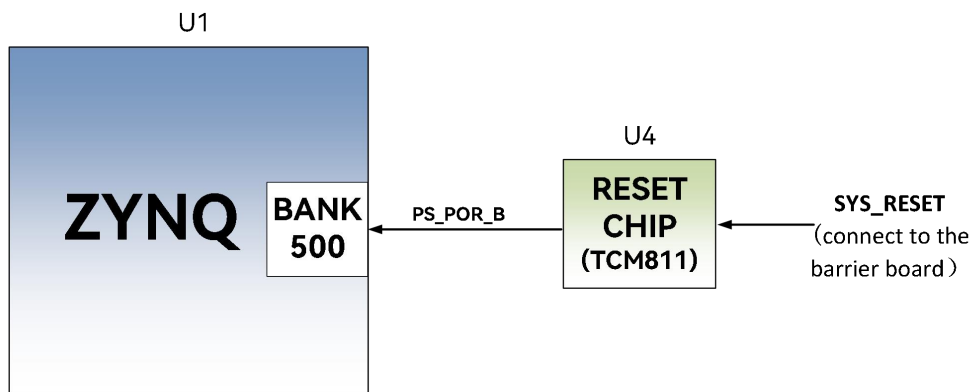 U1
ZYNQ
BANK
500
PS_POR_B
U4
RESET
CHIP
(TCM811)
SYS_RESET
（connect to the
barrier board）